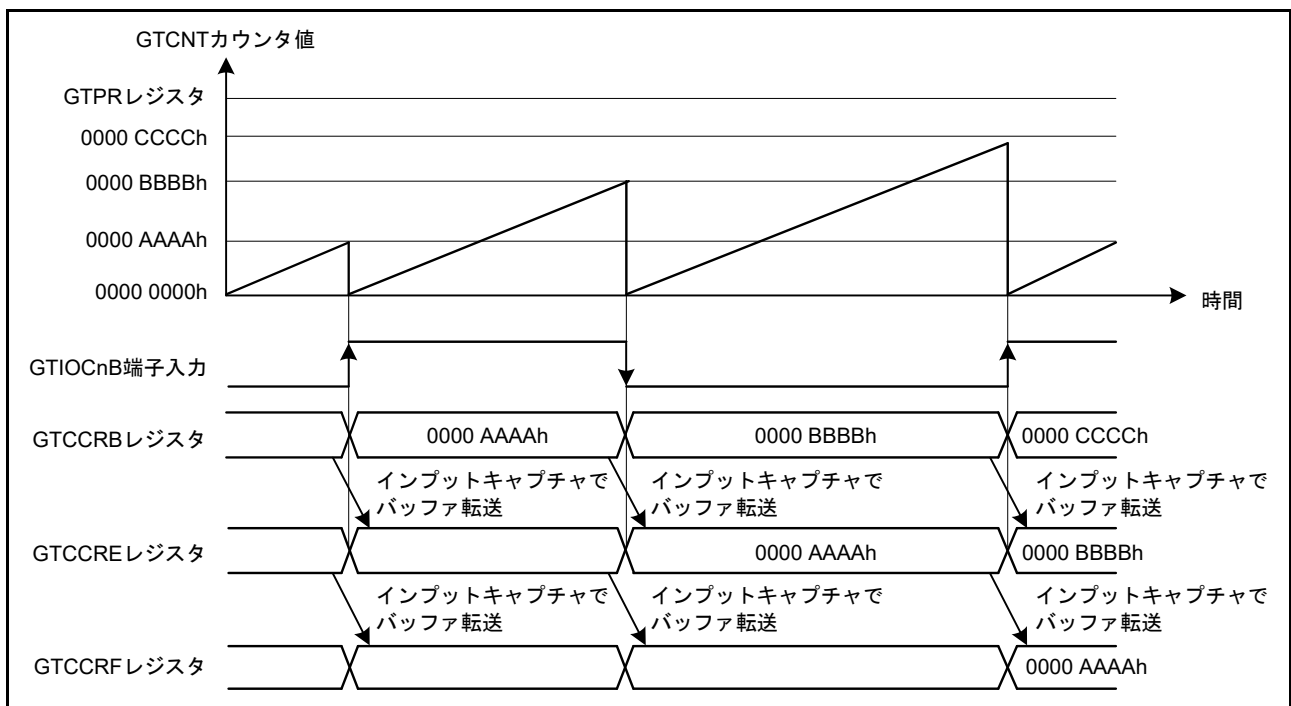 GTCNTカウンタ値
GTPRレジスタ
0000 CCCCh
0000 BBBBh
0000 AAAAh
0000 0000h
時間
GTIOCnB端子入力
GTCCRBレジスタ
0000 AAAAh
0000 BBBBh
0000 CCCCh
インプットキャプチャで
バッファ転送
インプットキャプチャで
バッファ転送
インプットキャプチャで
バッファ転送
GTCCREレジスタ
0000 AAAAh
0000 BBBBh
インプットキャプチャで
バッファ転送
インプットキャプチャで
バッファ転送
インプットキャプチャで
バッファ転送
GTCCRFレジスタ
0000 AAAAh